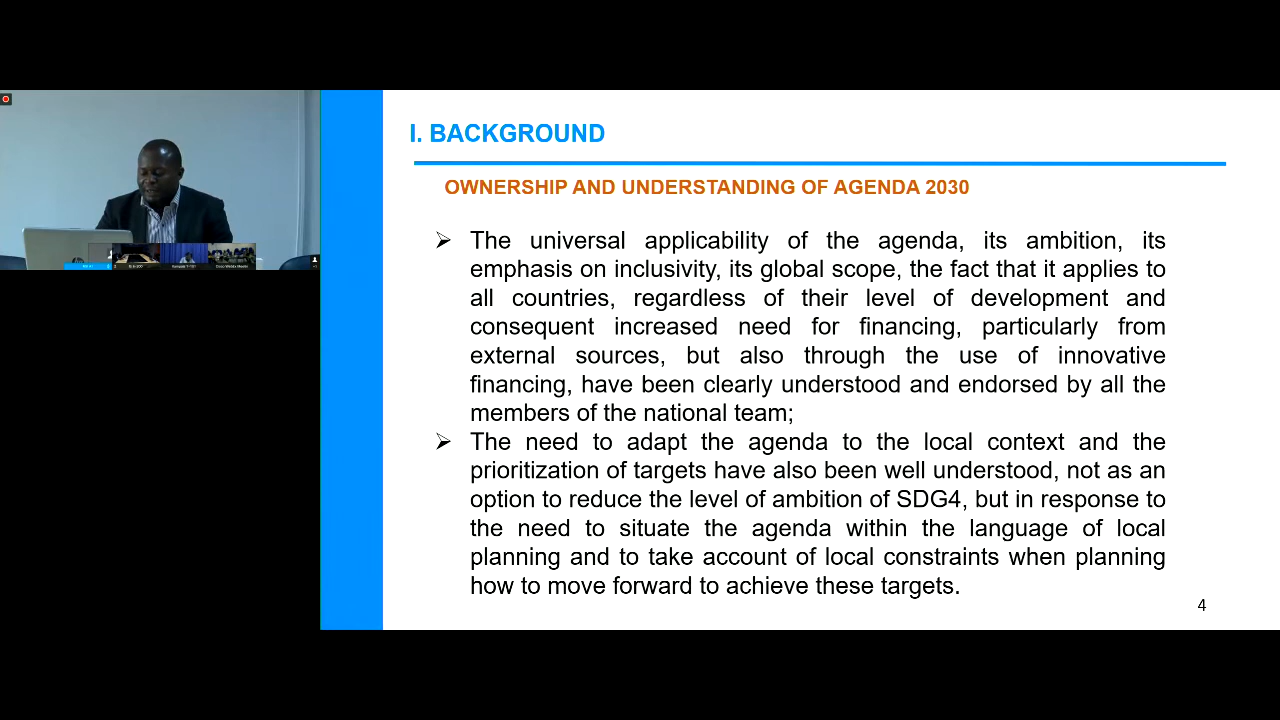 I. BACKGROUND
OWNERSHIP AND UNDERSTANDING OF AGENDA 2030
➢ The universal applicability of the agenda, its ambition, its
emphasis on inclusivity, its global scope, the fact that it applies to
all countries, regardless of their level of development and
consequent increased need for financing, particularly from
external sources, but also through the use of innovative
financing, have been clearly understood and endorsed by all the
members of the national team;
➢ The need to adapt the agenda to the local context and the
prioritization of targets have also been well understood, not as an
option to reduce the level of ambition of SDG4, but in response to
the need to situate the agenda within the language of local
planning and to take account of local constraints when planning
how to move forward to achieve these targets.
4